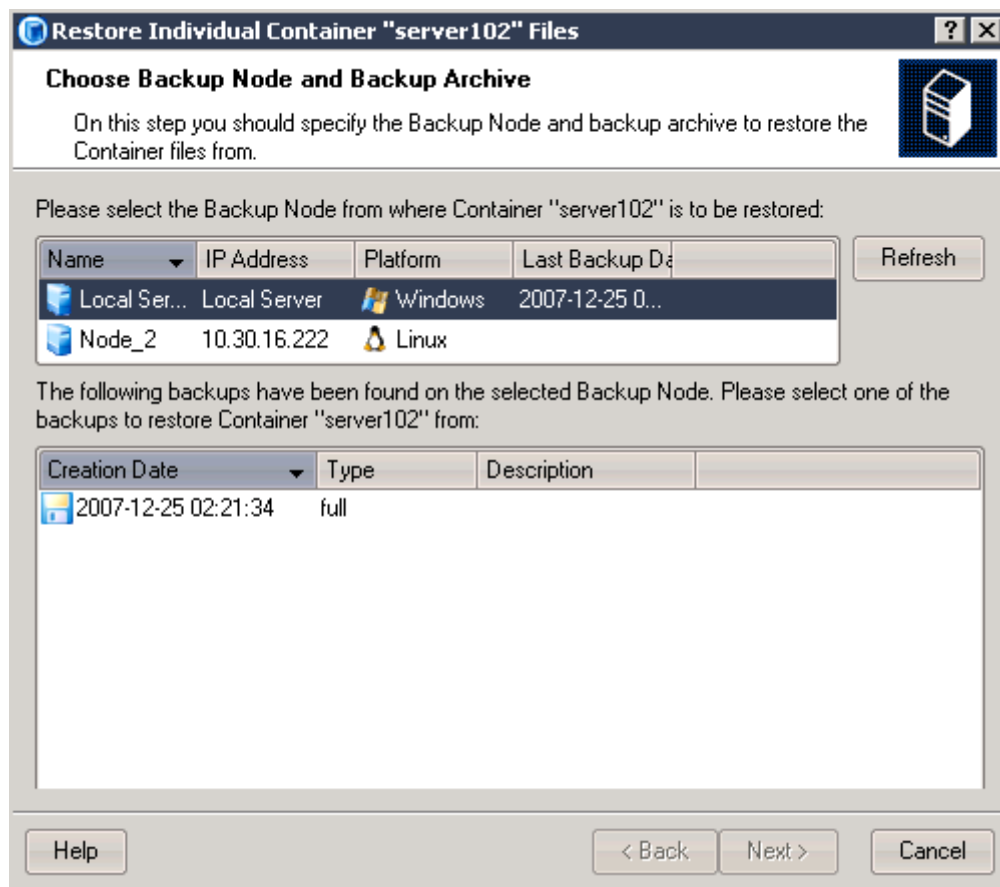 Restore Individual Container "server102" Files
Choose Backup Node and Backup Archive
On this step you should specify the Backup Node and backup archive to restore the
Container files from.
Please select the Backup Node from where Container "server102" is to be restored:
Name IP Address Platform Last Backup Da
Refresh
Local Ser... Local Server Windows 2007-12-25 0...
Node_2 10.30.16.222 Linux
The following backups have been found on the selected Backup Node. Please select one of the
backups to restore Container "server102" from:
Creation Date Type Description
2007-12-25 02:21:34 full
Help < Back Next > Cancel